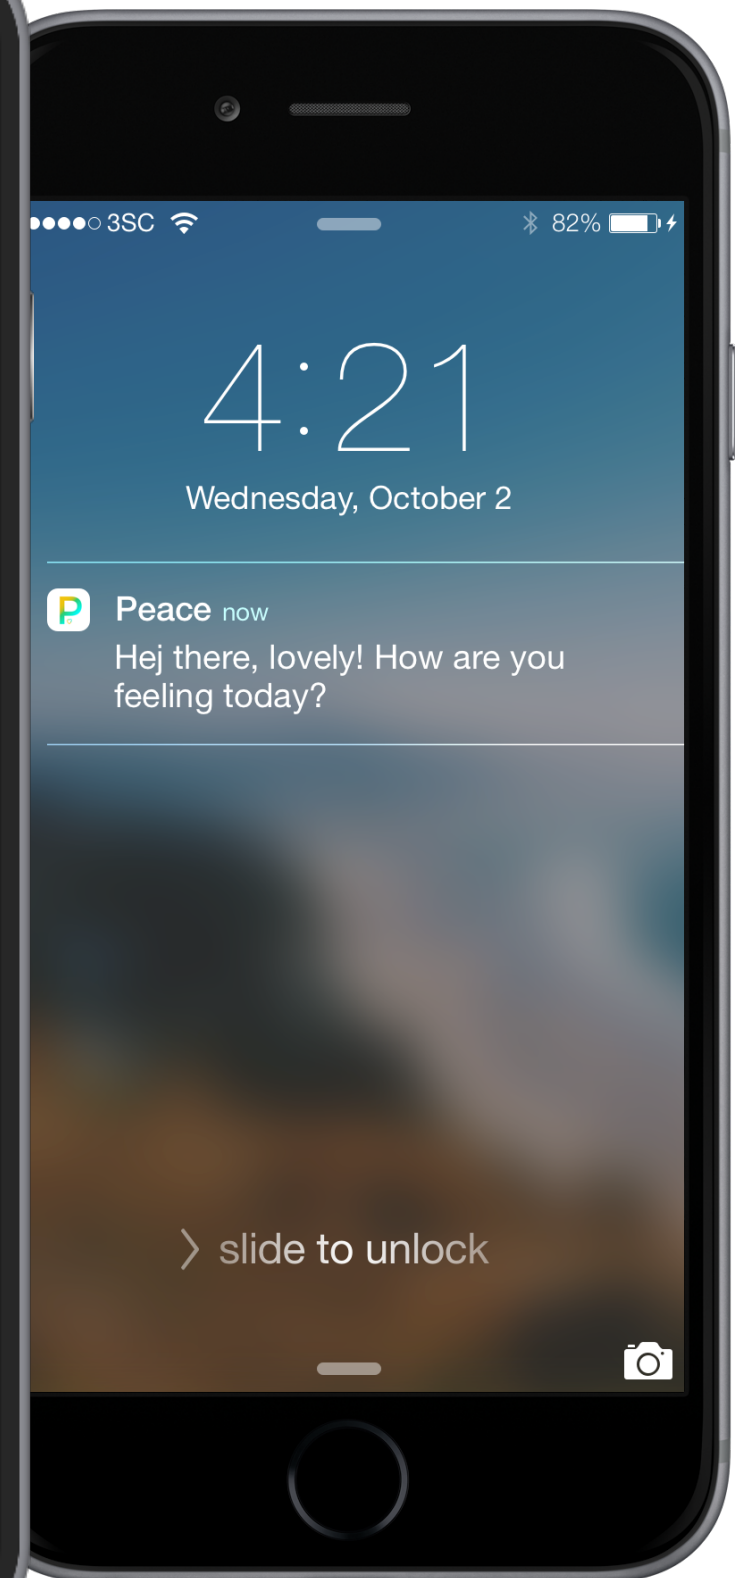 3SC 82%
4:21
Wednesday, October 2
P
Peace now
Hej there, lovely! How are you
feeling today?
slide to unlock